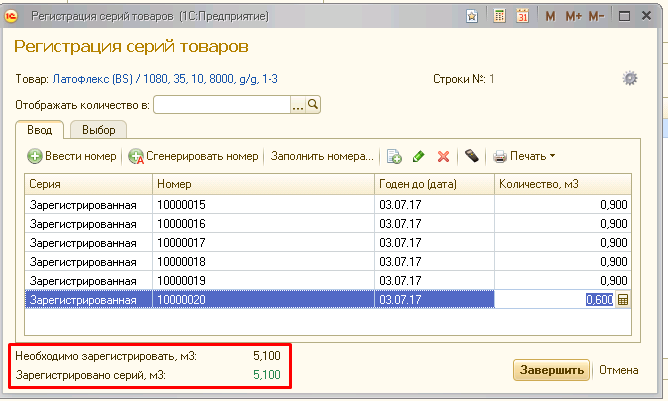 Регистрация серий товаров (1С:Предприятие) M M+ M-
Регистрация серий товаров
Товар: Латофлекс (BS) / 1080, 35, 10, 8000, g/g, 1-3 Строки №: 1
Отображать количество в: ...
Ввод Выбор
Ввести номер Сгенерировать номер Заполнить номера... Печать
Серия Номер Годен до (дата) Количество, м3
Зарегистрированная 10000015 03.07.17 0,900
Зарегистрированная 10000016 03.07.17 0,900
Зарегистрированная 10000017 03.07.17 0,900
Зарегистрированная 10000018 03.07.17 0,900
Зарегистрированная 10000019 03.07.17 0,900
Зарегистрированная 10000020 03.07.17 0,600
Необходимо зарегистрировать, м3: 5,100
Зарегистрировано серий, м3: 5,100
Завершить Отмена